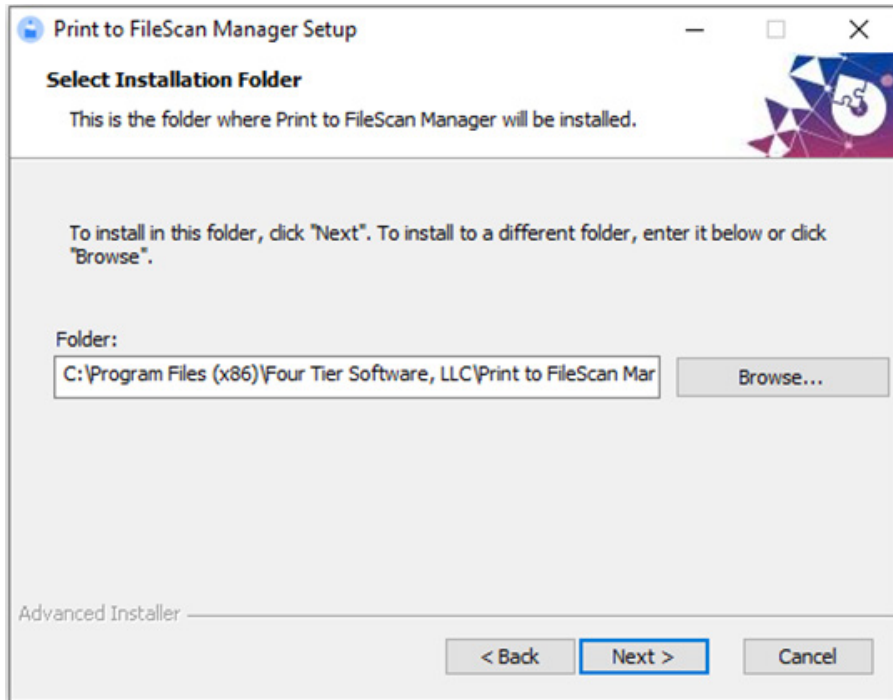 Print to FileScan Manager Setup
Select Installation Folder
This is the folder where Print to FileScan Manager will be installed.
To install in this folder, click "Next". To install to a different folder, enter it below or click
"Browse".
Folder:
C:\Program Files (x86)\Four Tier Software, LLC\Print to FileScan Mar
Browse...
Advanced Installer
< Back
Next >
Cancel